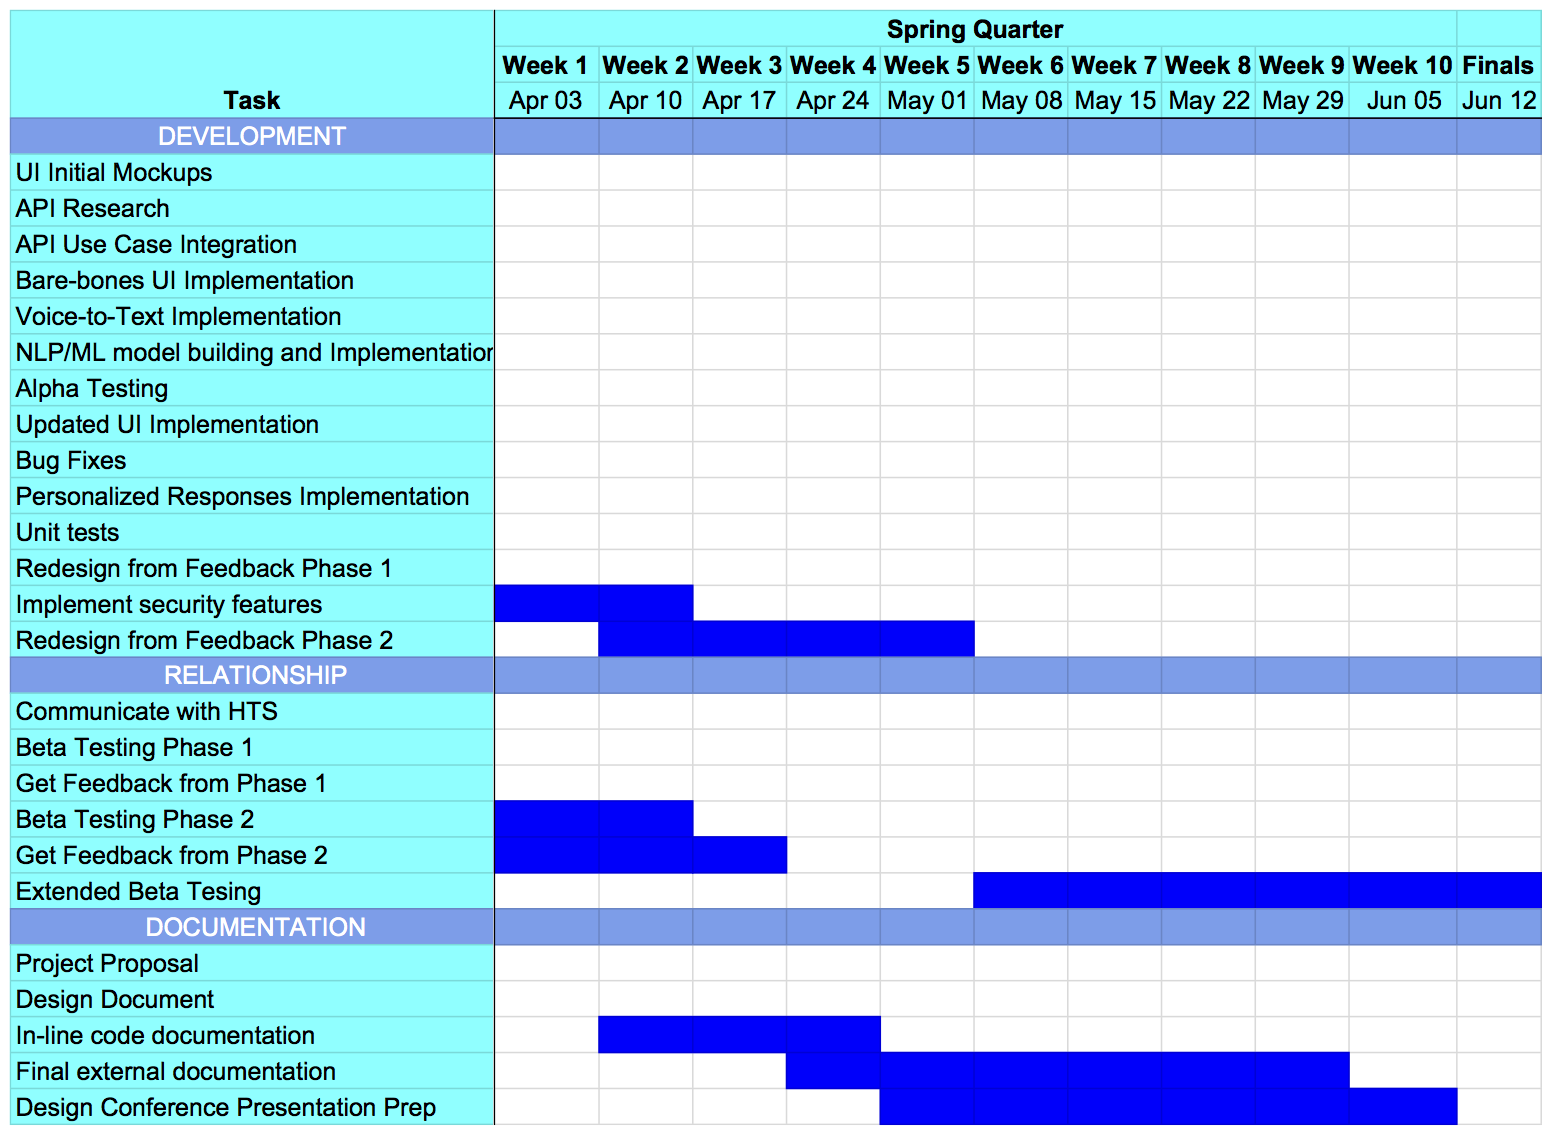 Spring Quarter
Week 1 Week 2 Week 3 Week 4 Week 5 Week 6 Week 7 Week 8 Week 9 Week 10 Finals
Task Apr 03 Apr 10 Apr 17 Apr 24 May 01 May 08 May 15 May 22 May 29 Jun 05 Jun 12
DEVELOPMENT
UI Initial Mockups
API Research
API Use Case Integration
Bare-bones UI Implementation
Voice-to-Text Implementation
NLP/ML model building and Implementation
Alpha Testing
Updated UI Implementation
Bug Fixes
Personalized Responses Implementation
Unit tests
Redesign from Feedback Phase 1
Implement security features
Redesign from Feedback Phase 2
RELATIONSHIP
Communicate with HTS
Beta Testing Phase 1
Get Feedback from Phase 1
Beta Testing Phase 2
Get Feedback from Phase 2
Extended Beta Tesing
DOCUMENTATION
Project Proposal
Design Document
In-line code documentation
Final external documentation
Design Conference Presentation Prep